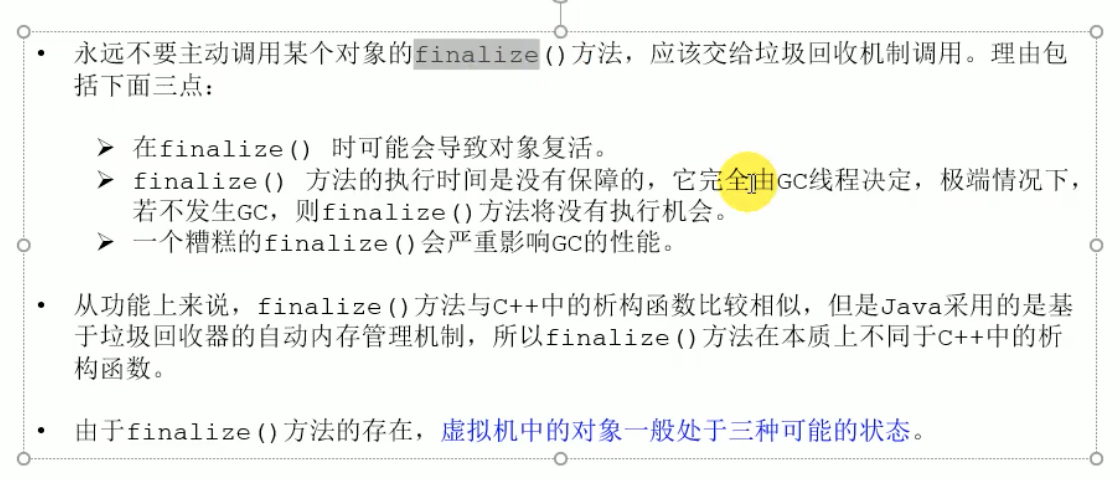 • 永远不要主动调用某个对象的finalize()方法，应该交给垃圾回收机制调用。理由包
括下面三点：
➢ 在finalize() 时可能会导致对象复活。
➢ finalize() 方法的执行时间是没有保障的，它完全由GC线程决定，极端情况下，
若不发生GC，则finalize()方法将没有执行机会。
➢ 一个糟糕的finalize()会严重影响GC的性能。
• 从功能上来说，finalize()方法与C++中的析构函数比较相似，但是Java采用的是基
于垃圾回收器的自动内存管理机制，所以finalize()方法在本质上不同于C++中的析
构函数。
• 由于finalize()方法的存在，虚拟机中的对象一般处于三种可能的状态。